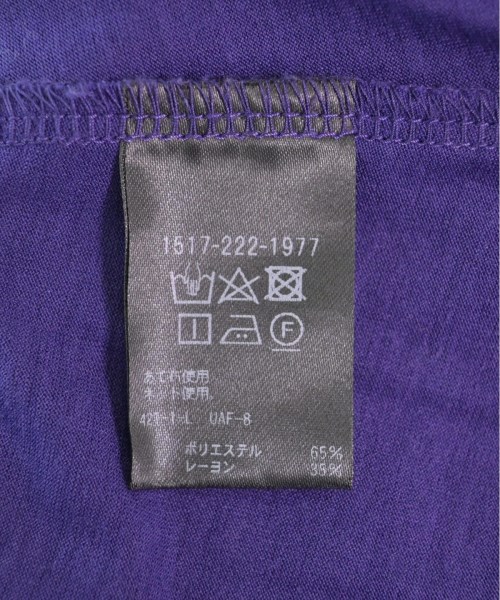 1517-222-1977
F
あて布使用
ネット使用。
UAF-8
ポリエステル 65%
レーヨン 35%